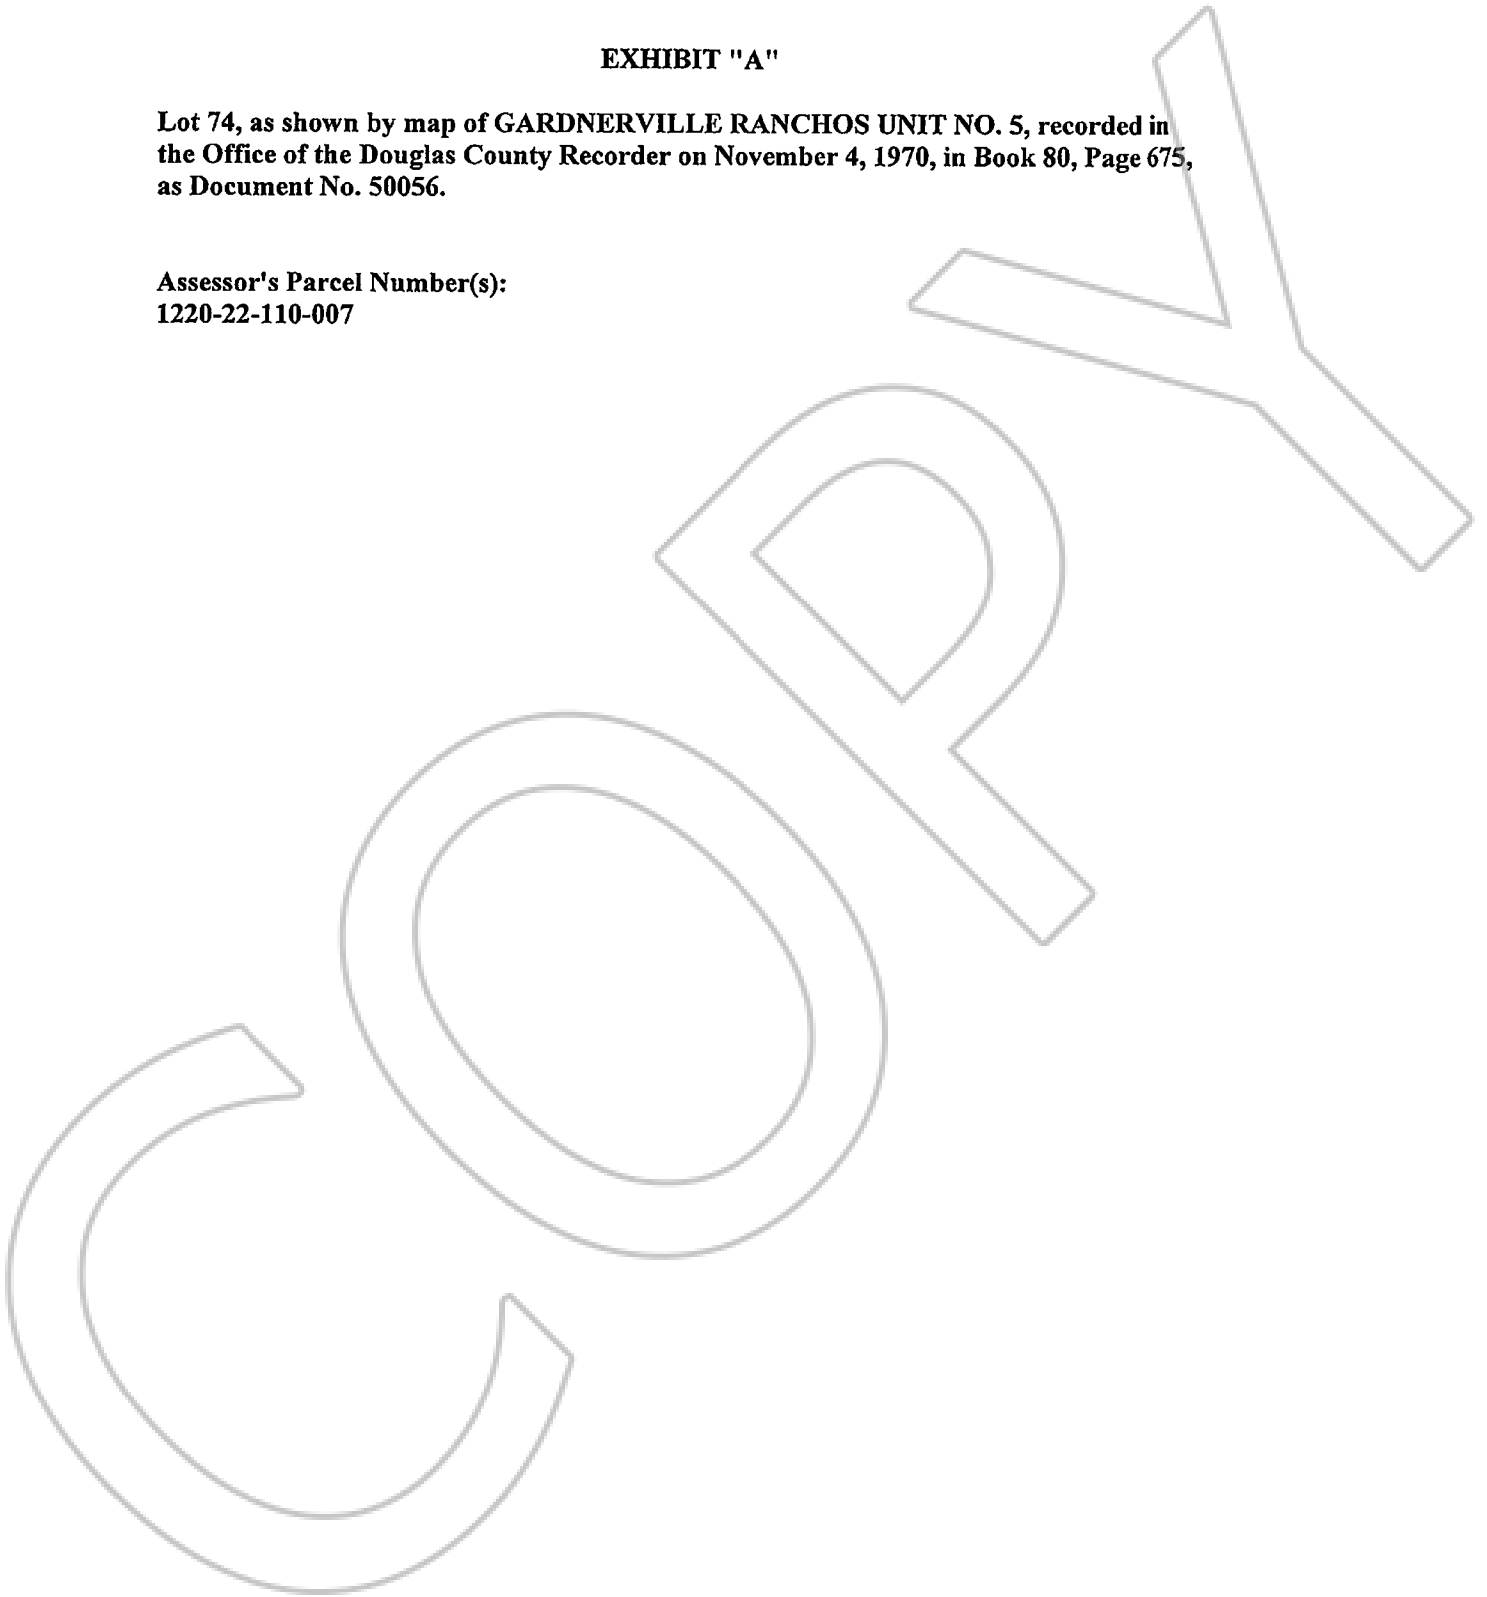 EXHIBIT "A"
Lot 74, as shown by map of GARDNERVILLE RANCHOS UNIT NO. 5, recorded in
the Office of the Douglas County Recorder on November 4, 1970, in Book 80, Page 675,
as Document No. 50056.
Assessor's Parcel Number(s):
1220-22-110-007
COPY